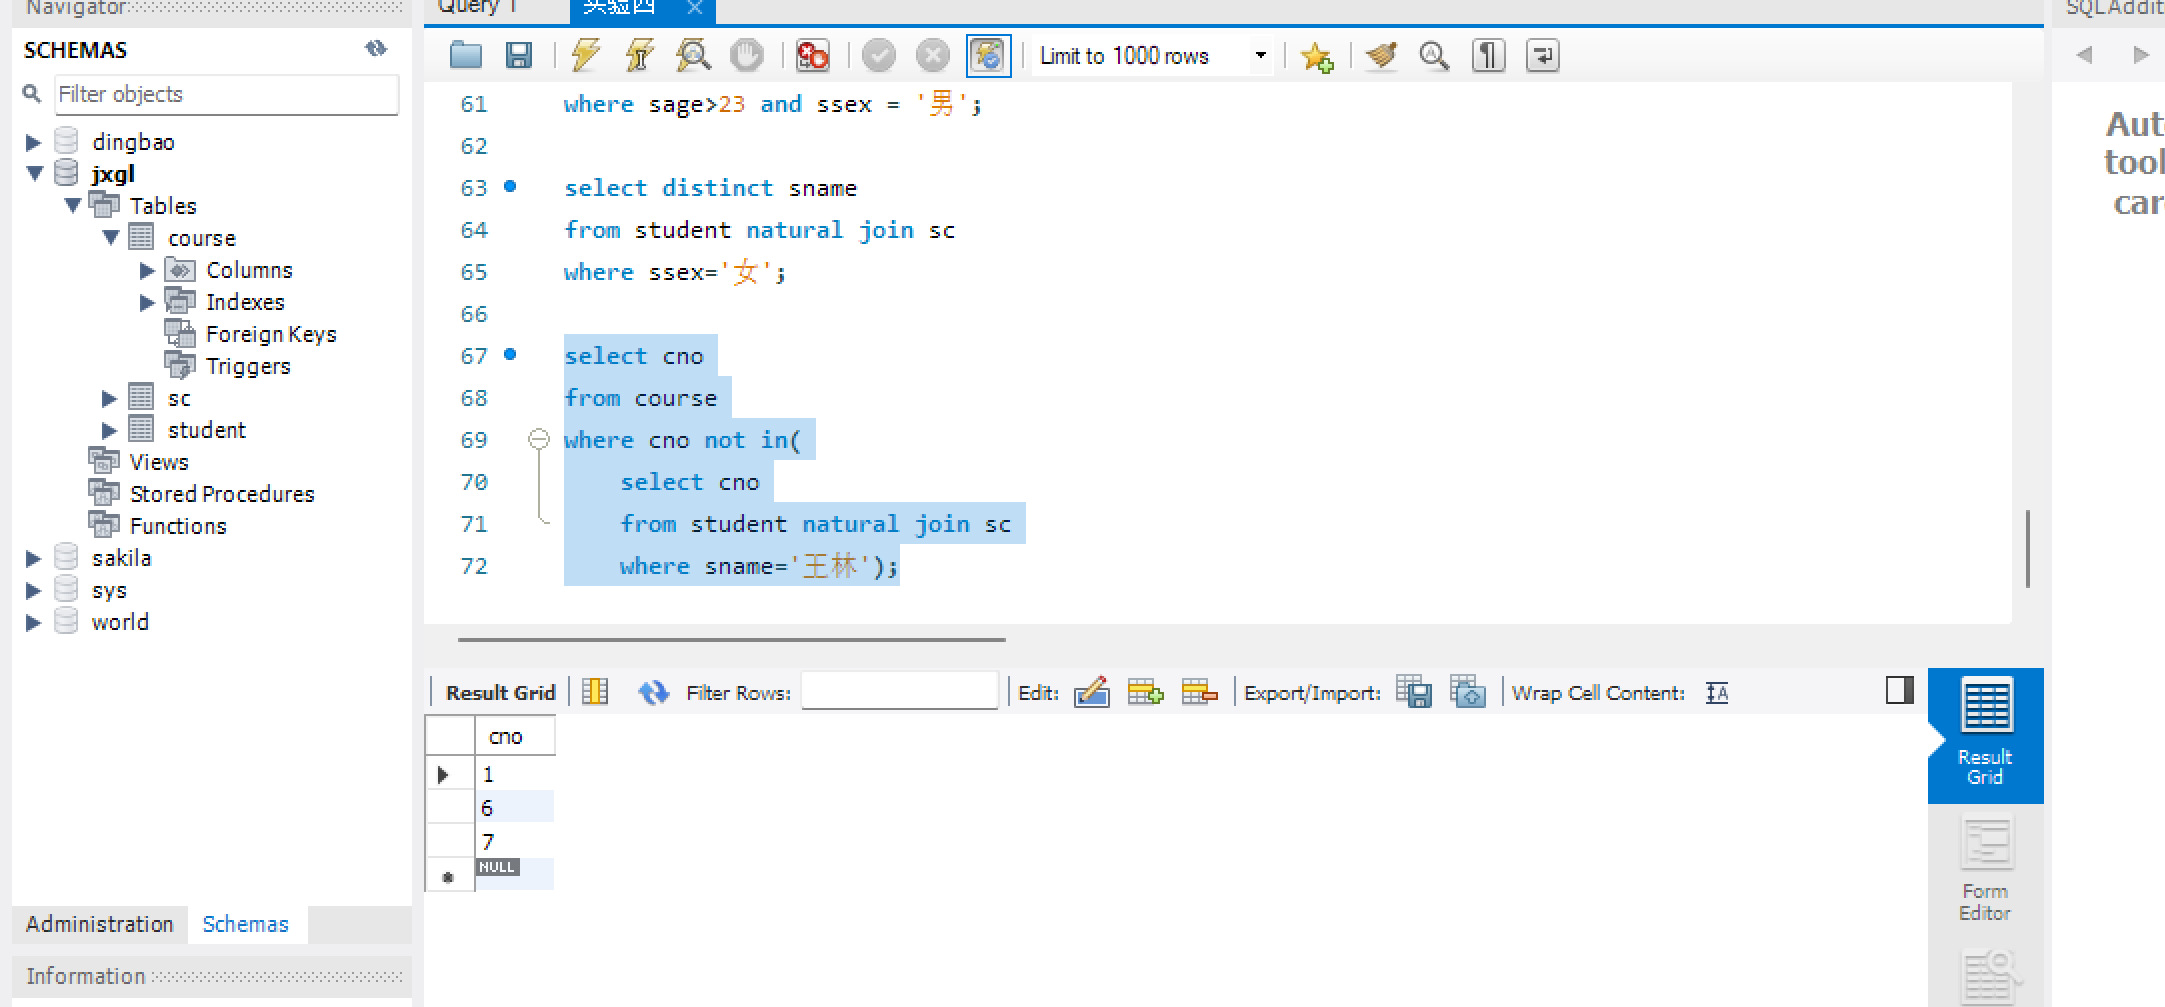 Navigator
SCHEMAS
Filter objects
dingbao
jxgl
Tables
course
Columns
Indexes
Foreign Keys
Triggers
sc
student
Views
Stored Procedures
Functions
sakila
sys
world
Administration Schemas
Information
Query 1 实验四
Limit to 1000 rows
61 where sage>23 and ssex = '男';
62
63 select distinct sname
64 from student natural join sc
65 where ssex='女';
66
67 select cno
68 from course
69 where cno not in(
70 select cno
71 from student natural join sc
72 where sname='王林');
Result Grid Filter Rows: Edit: Export/Import: Wrap Cell Content:
cno
1
6
7
NULL
Result
Grid
Form
Editor
SQLAddit
Aut
tool
car